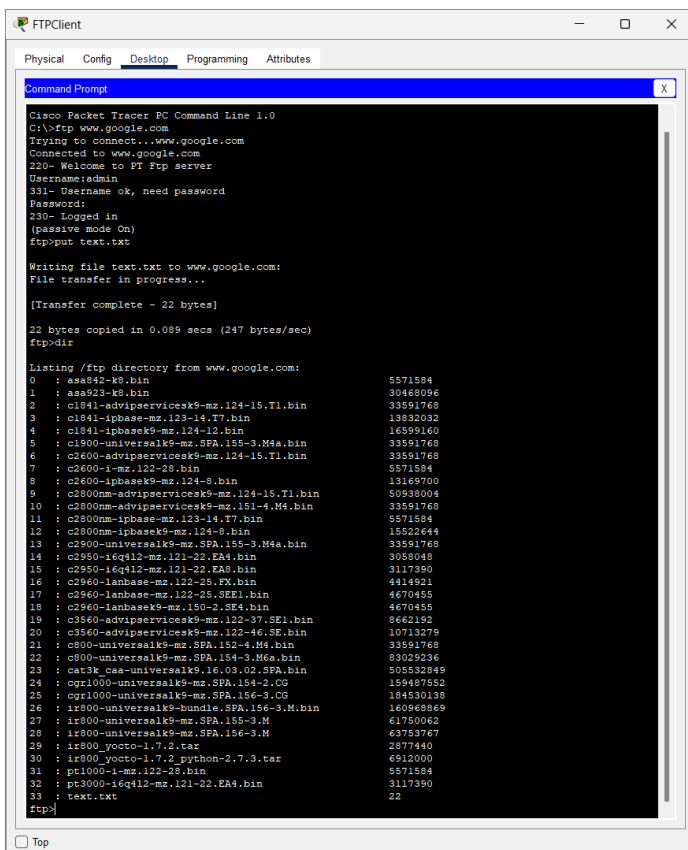 FTPClient
Physical Config Desktop Programming Attributes
Command Prompt X
Cisco Packet Tracer PC Command Line 1.0
C:\>ftp www.google.com
Trying to connect...www.google.com
Connected to www.google.com
220- Welcome to PT Ftp server
Username:admin
331- Username ok, need password
Password:
230- Logged in
(passive mode On)
ftp>put text.txt
Writing file text.txt to www.google.com:
File transfer in progress...
[Transfer complete - 22 bytes]
22 bytes copied in 0.089 secs (247 bytes/sec)
ftp>dir
Listing /ftp directory from www.google.com:
0 : asa842-k8.bin 5571584
1 : asa923-k8.bin 30468096
2 : c1841-advipservicesk9-mz.124-15.T1.bin 33591768
3 : c1841-ipbase-mz.123-14.T7.bin 13832032
4 : c1841-ipbasek9-mz.124-12.bin 16599160
5 : c1900-universalk9-mz.SPA.155-3.M4a.bin 33591768
6 : c2600-advipservicesk9-mz.124-15.T1.bin 33591768
7 : c2600-i-mz.122-28.bin 5571584
8 : c2600-ipbasek9-mz.124-8.bin 13169700
9 : c2800nm-advipservicesk9-mz.124-15.T1.bin 50938004
10 : c2800nm-advipservicesk9-mz.151-4.M4.bin 33591768
11 : c2800nm-ipbase-mz.123-14.T7.bin 5571584
12 : c2800nm-ipbasek9-mz.124-8.bin 15522644
13 : c2900-universalk9-mz.SPA.155-3.M4a.bin 33591768
14 : c2950-i6q4l2-mz.121-22.EA4.bin 3058048
15 : c2950-i6q4l2-mz.121-22.EA8.bin 3117390
16 : c2960-lanbase-mz.122-25.FX.bin 4414921
17 : c2960-lanbase-mz.122-25.SEE1.bin 4670455
18 : c2960-lanbasek9-mz.150-2.SE4.bin 4670455
19 : c3560-advipservicesk9-mz.122-37.SE1.bin 8662192
20 : c3560-advipservicesk9-mz.122-46.SE.bin 10713279
21 : c800-universalk9-mz.SPA.152-4.M4.bin 33591768
22 : c800-universalk9-mz.SPA.154-3.M6a.bin 83029236
23 : cat3k_caa-universalk9.16.03.02.SPA.bin 505532849
24 : cgr1000-universalk9-mz.SPA.154-2.CG 159487552
25 : cgr1000-universalk9-mz.SPA.156-3.CG 184530138
26 : ir800-universalk9-bundle.SPA.156-3.M.bin 160968869
27 : ir800-universalk9-mz.SPA.155-3.M 61750062
28 : ir800-universalk9-mz.SPA.156-3.M 63753767
29 : ir800_yocto-1.7.2.tar 2877440
30 : ir800_yocto-1.7.2_python-2.7.3.tar 6912000
31 : pt1000-i-mz.122-28.bin 5571584
32 : pt3000-i6q4l2-mz.121-22.EA4.bin 3117390
33 : text.txt 22
ftp>
Top